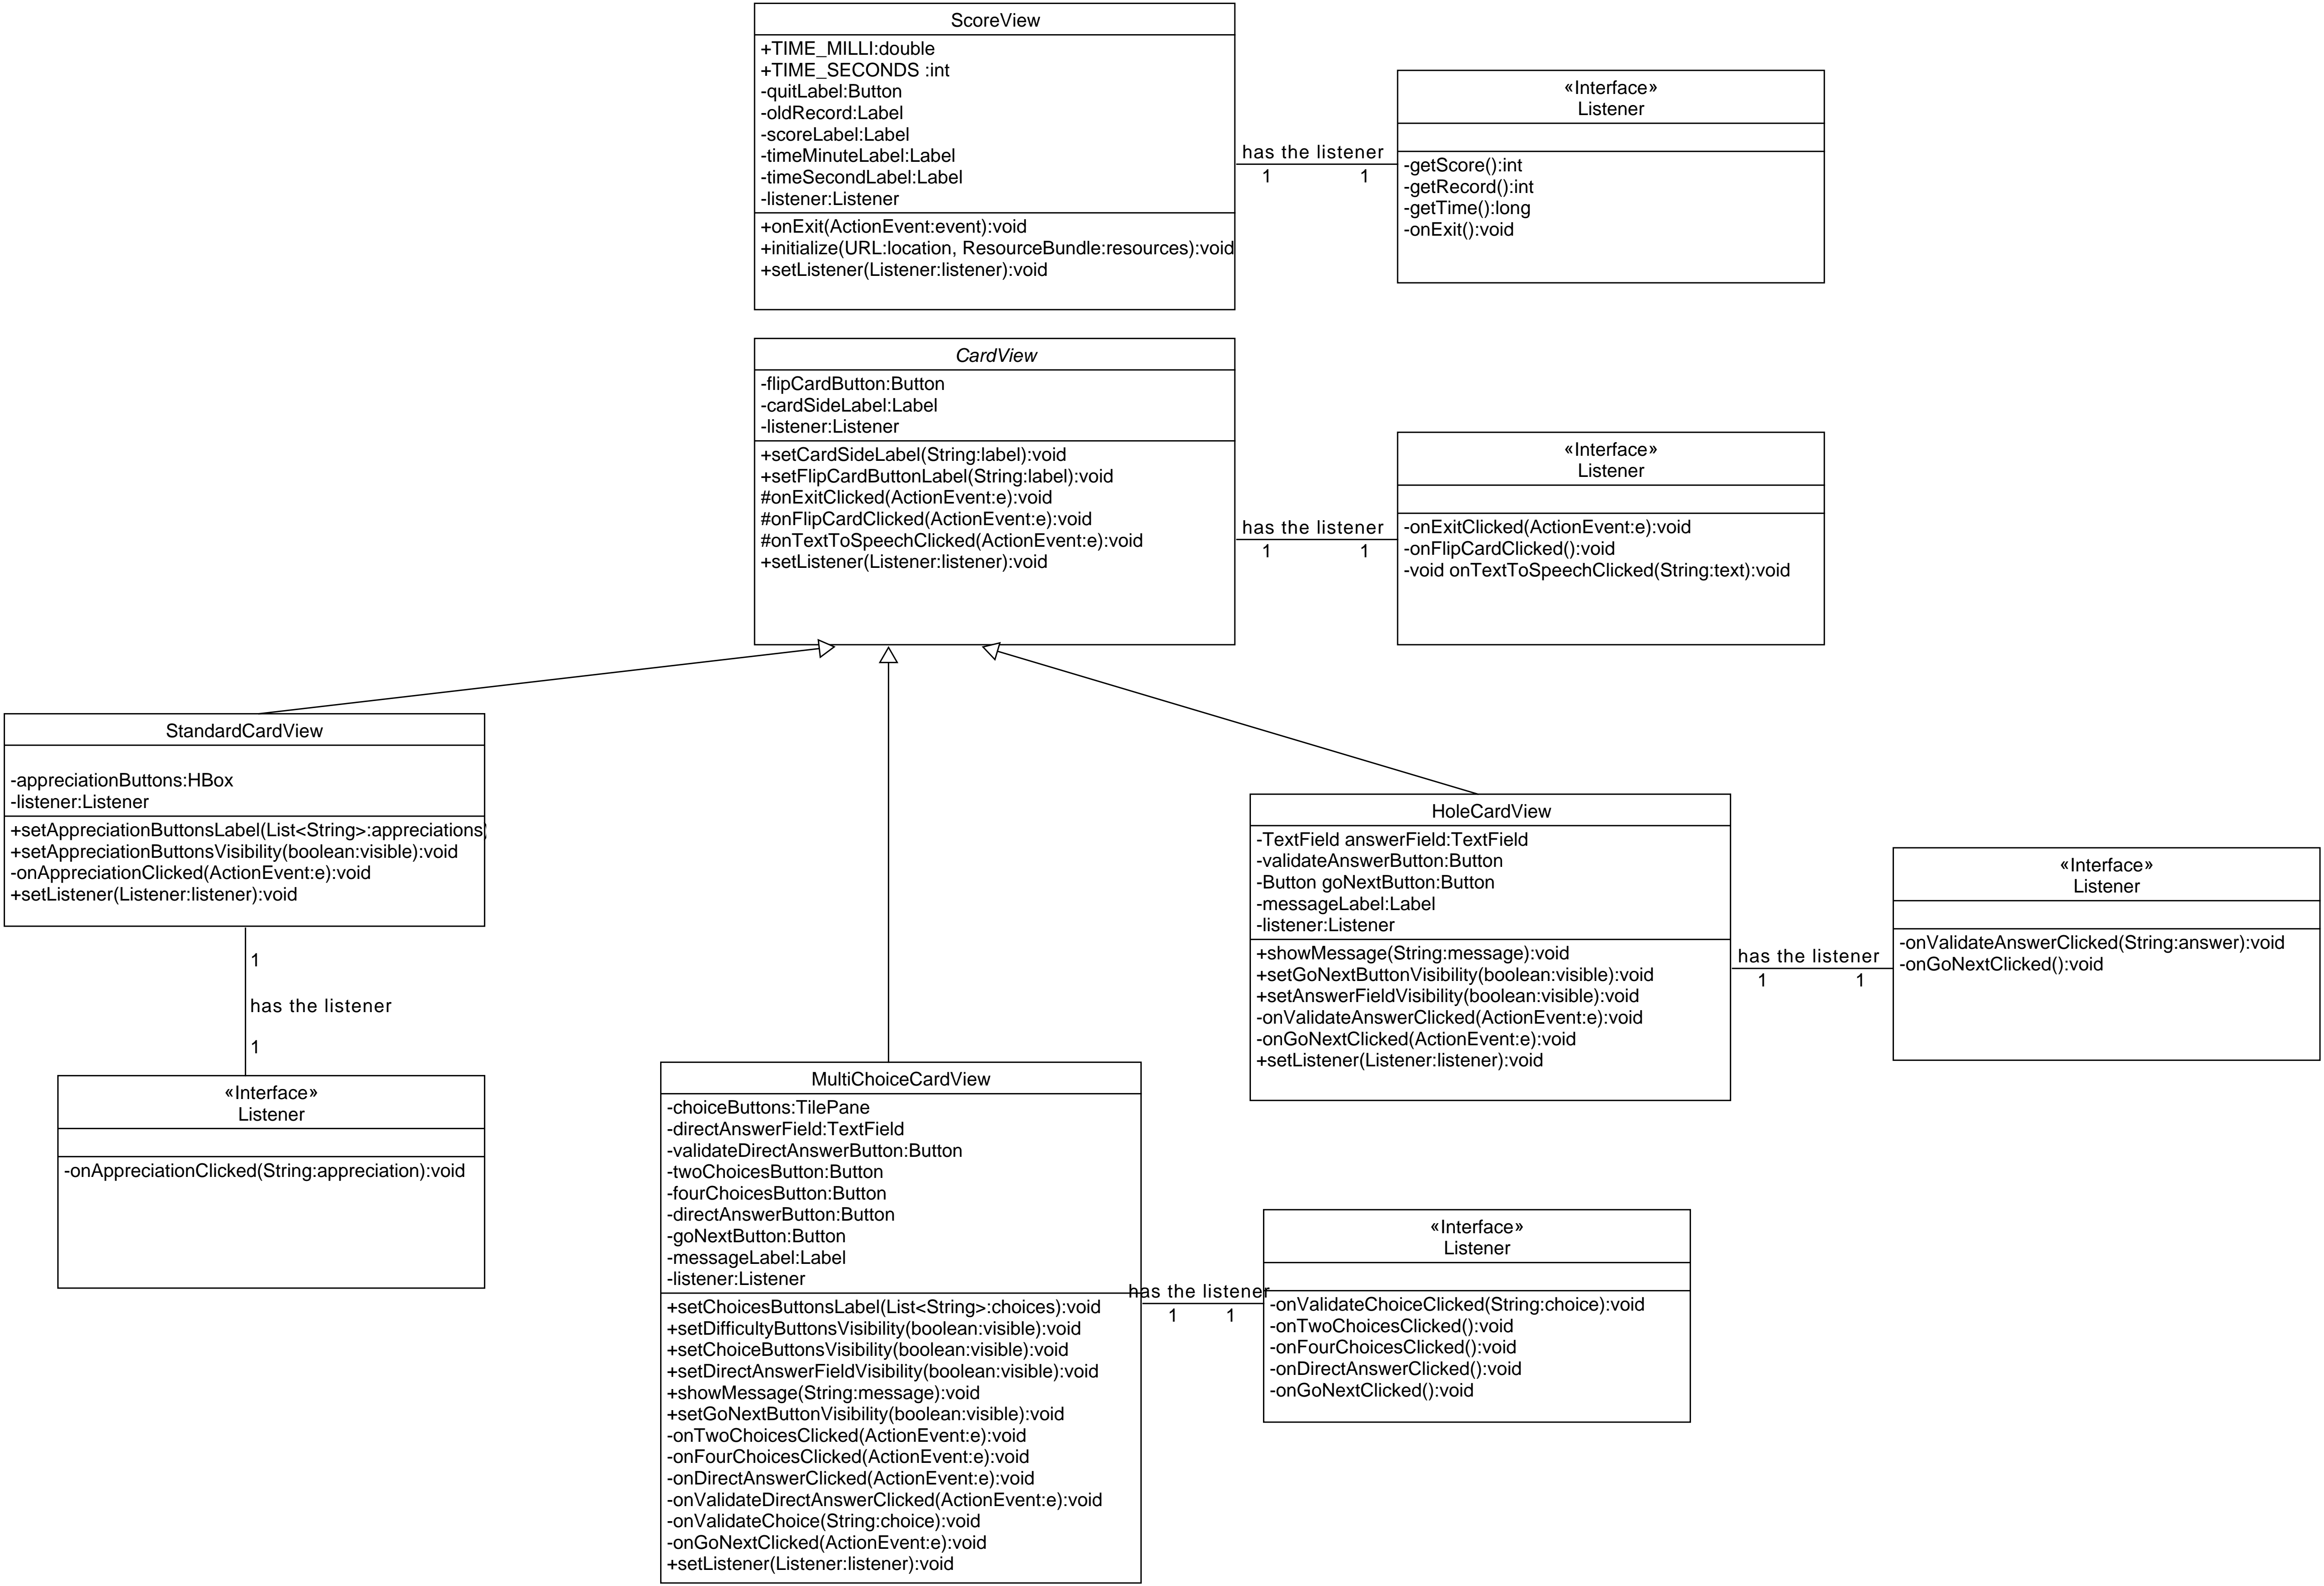 ScoreView
+TIME_MILLI:double
+TIME_SECONDS :int
-quitLabel:Button
-oldRecord:Label
-scoreLabel:Label
-timeMinuteLabel:Label
-timeSecondLabel:Label
-listener:Listener
+onExit(ActionEvent:event):void
+initialize(URL:location, ResourceBundle:resources):void
+setListener(Listener:listener):void
has the listener
1 1
«Interface»
Listener
-getScore():int
-getRecord():int
-getTime():long
-onExit():void
CardView
-flipCardButton:Button
-cardSideLabel:Label
-listener:Listener
+setCardSideLabel(String:label):void
+setFlipCardButtonLabel(String:label):void
#onExitClicked(ActionEvent:e):void
#onFlipCardClicked(ActionEvent:e):void
#onTextToSpeechClicked(ActionEvent:e):void
+setListener(Listener:listener):void
has the listener
1 1
«Interface»
Listener
-onExitClicked(ActionEvent:e):void
-onFlipCardClicked():void
-void onTextToSpeechClicked(String:text):void
StandardCardView
-appreciationButtons:HBox
-listener:Listener
+setAppreciationButtonsLabel(List<String>:appreciations)
+setAppreciationButtonsVisibility(boolean:visible):void
-onAppreciationClicked(ActionEvent:e):void
+setListener(Listener:listener):void
1
has the listener
1
«Interface»
Listener
-onAppreciationClicked(String:appreciation):void
HoleCardView
-TextField answerField:TextField
-validateAnswerButton:Button
-Button goNextButton:Button
-messageLabel:Label
-listener:Listener
+showMessage(String:message):void
+setGoNextButtonVisibility(boolean:visible):void
+setAnswerFieldVisibility(boolean:visible):void
-onValidateAnswerClicked(ActionEvent:e):void
-onGoNextClicked(ActionEvent:e):void
+setListener(Listener:listener):void
has the listener
1 1
«Interface»
Listener
-onValidateAnswerClicked(String:answer):void
-onGoNextClicked():void
MultiChoiceCardView
-choiceButtons:TilePane
-directAnswerField:TextField
-validateDirectAnswerButton:Button
-twoChoicesButton:Button
-fourChoicesButton:Button
-directAnswerButton:Button
-goNextButton:Button
-messageLabel:Label
-listener:Listener
+setChoicesButtonsLabel(List<String>:choices):void
+setDifficultyButtonsVisibility(boolean:visible):void
+setChoiceButtonsVisibility(boolean:visible):void
+setDirectAnswerFieldVisibility(boolean:visible):void
+showMessage(String:message):void
+setGoNextButtonVisibility(boolean:visible):void
-onTwoChoicesClicked(ActionEvent:e):void
-onFourChoicesClicked(ActionEvent:e):void
-onDirectAnswerClicked(ActionEvent:e):void
-onValidateDirectAnswerClicked(ActionEvent:e):void
-onValidateChoice(String:choice):void
-onGoNextClicked(ActionEvent:e):void
+setListener(Listener:listener):void
has the listener
1 1
«Interface»
Listener
-onValidateChoiceClicked(String:choice):void
-onTwoChoicesClicked():void
-onFourChoicesClicked():void
-onDirectAnswerClicked():void
-onGoNextClicked():void